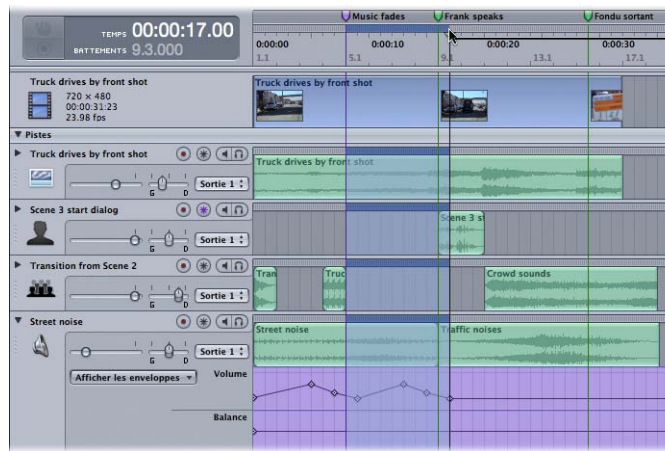 TEMPS 00:00:17.00
BATTEMENTS 9.3.000
Music fades
Frank speaks
Fondu sortant
0:00:00
0:00:10
0:00:20
0:00:30
1.1
5.1
9.1
13.1
17.1
Truck drives by front shot
720 × 480
00:00:31:23
23.98 fps
Truck drives by front shot
Pistes
Truck drives by front shot
G D
Sortie 1
Truck drives by front shot
Scene 3 start dialog
G D
Sortie 1
Scene 3 s
Transition from Scene 2
G D
Sortie 1
Tran
Truc
Crowd sounds
Street noise
G D
Sortie 1
Street noise
Traffic noises
Afficher les enveloppes
Volume
Balance